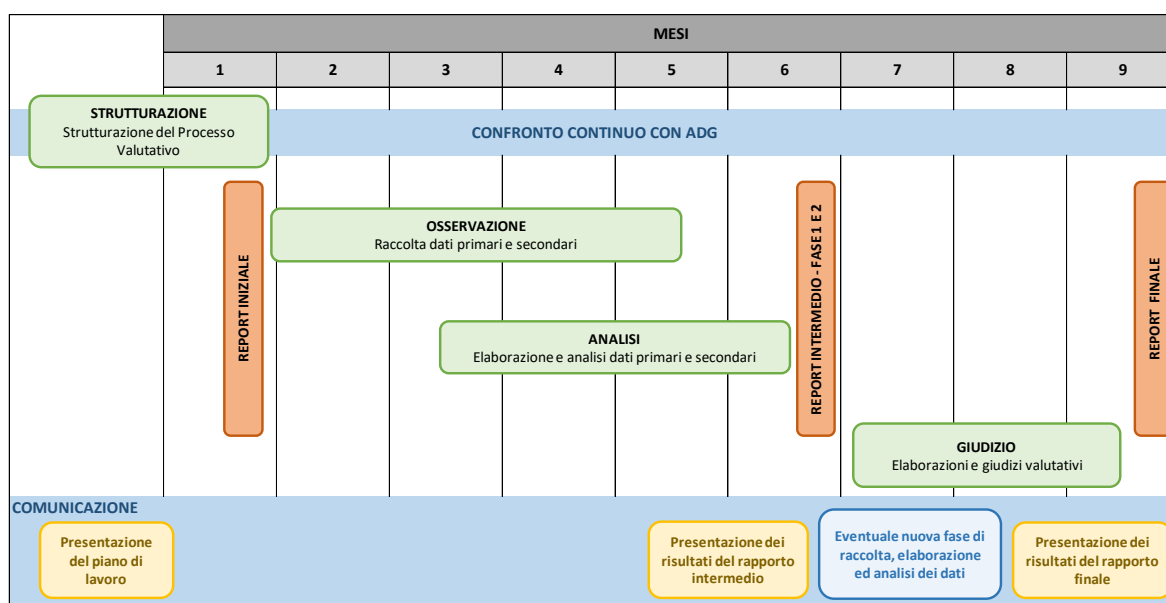 MESI
1 2 3 4 5 6 7 8 9
STRUTTURAZIONE
Strutturazione del Processo
Valutativo
CONFRONTO CONTINUO CON ADG
REPORT INIZIALE
OSSERVAZIONE
Raccolta dati primari e secondari
ANALISI
Elaborazione e analisi dati primari e secondari
REPORT INTERMEDIO - FASE 1 E 2
GIUDIZIO
Elaborazioni e giudizi valutativi
REPORT FINALE
COMUNICAZIONE
Presentazione
del piano di
lavoro
Presentazione dei
risultati del rapporto
intermedio
Eventuale nuova fase di
raccolta, elaborazione
ed analisi dei dati
Presentazione dei
risultati del rapporto
finale